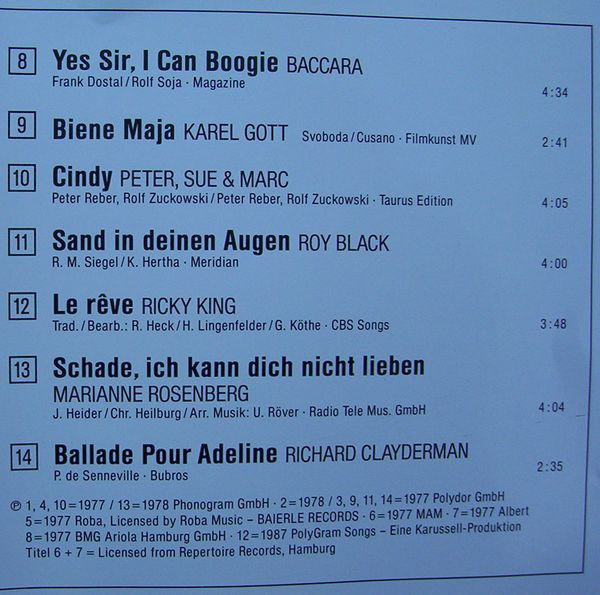 8 Yes Sir, I Can Boogie BACCARA
Frank Dostal/Rolf Soja · Magazine 4:34
9 Biene Maja KAREL GOTT Svoboda/Cusano · Filmkunst MV 2:41
10 Cindy PETER, SUE & MARC
Peter Reber, Rolf Zuckowski/Peter Reber, Rolf Zuckowski · Taurus Edition 4:05
11 Sand in deinen Augen ROY BLACK
R. M. Siegel/K. Hertha · Meridian 4:00
12 Le rêve RICKY KING
Trad./Bearb.: R. Heck/H. Lingenfelder/G. Köthe · CBS Songs 3:48
13 Schade, ich kann dich nicht lieben
MARIANNE ROSENBERG
J. Heider/Chr. Heilburg/Arr. Musik: U. Röver · Radio Tele Mus. GmbH 4:04
14 Ballade Pour Adeline RICHARD CLAYDERMAN
P. de Senneville · Bubros 2:35
℗ 1, 4, 10=1977 / 13=1978 Phonogram GmbH · 2=1978 / 3, 9, 11, 14=1977 Polydor GmbH
5=1977 Roba, Licensed by Roba Music – BAIERLE RECORDS · 6=1977 MAM · 7=1977 Albert
8=1977 BMG Ariola Hamburg GmbH · 12=1987 PolyGram Songs – Eine Karussell-Produktion
Titel 6 + 7 = Licensed from Repertoire Records, Hamburg